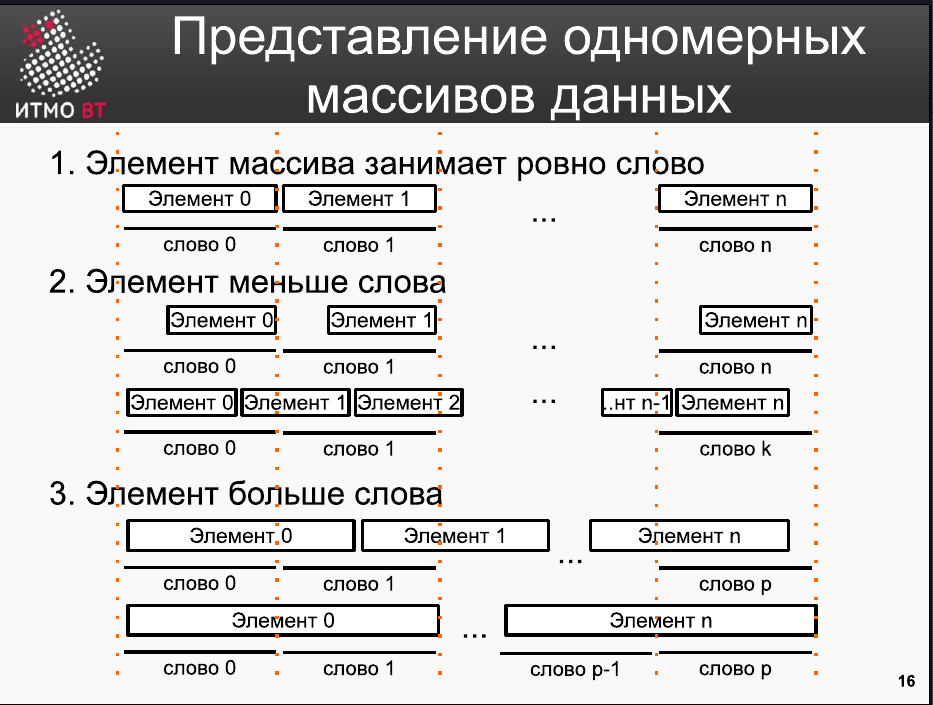 Представление одномерных
массивов данных
ИТМО ВТ
1. Элемент массива занимает ровно слово
Элемент 0 Элемент 1 ... Элемент n
слово 0 слово 1 слово n
2. Элемент меньше слова
Элемент 0 Элемент 1 ... Элемент n
слово 0 слово 1 слово n
Элемент 0 Элемент 1 Элемент 2 ... ..нт n-1 Элемент n
слово 0 слово 1 слово k
3. Элемент больше слова
Элемент 0 Элемент 1 ... Элемент n
слово 0 слово 1 слово p
Элемент 0 ... Элемент n
слово 0 слово 1 слово p-1 слово p
16